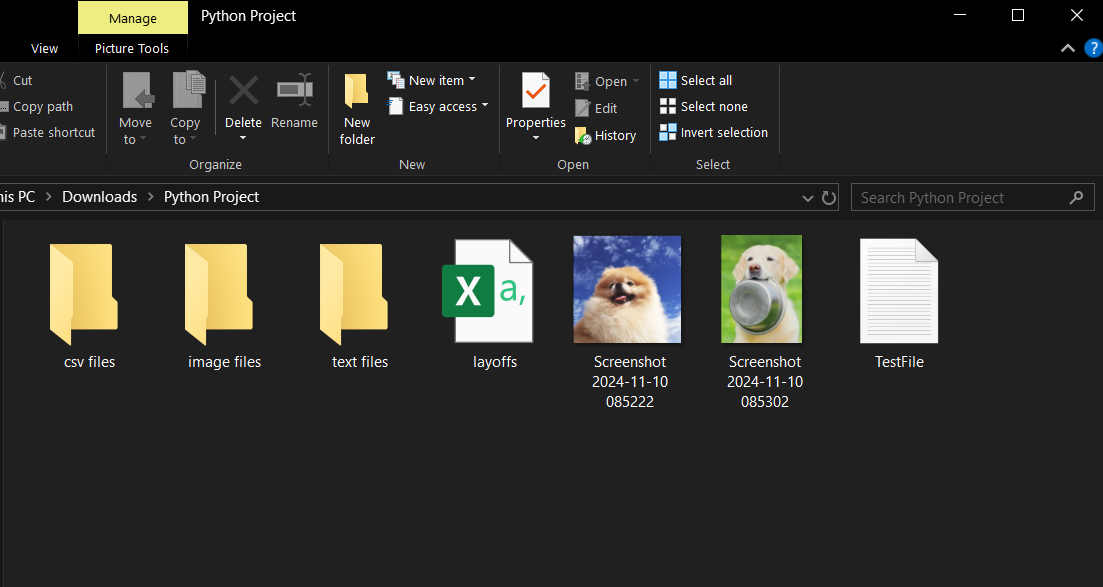 Manage
Python Project
View
Picture Tools
Cut
Copy path
Paste shortcut
Move to
Copy to
Delete
Rename
New folder
New item
Easy access
Properties
Open
Edit
History
Select all
Select none
Invert selection
Organize
New
Open
Select
his PC > Downloads > Python Project
Search Python Project
csv files
image files
text files
X a,
layoffs
Screenshot
2024-11-10
085222
Screenshot
2024-11-10
085302
TestFile